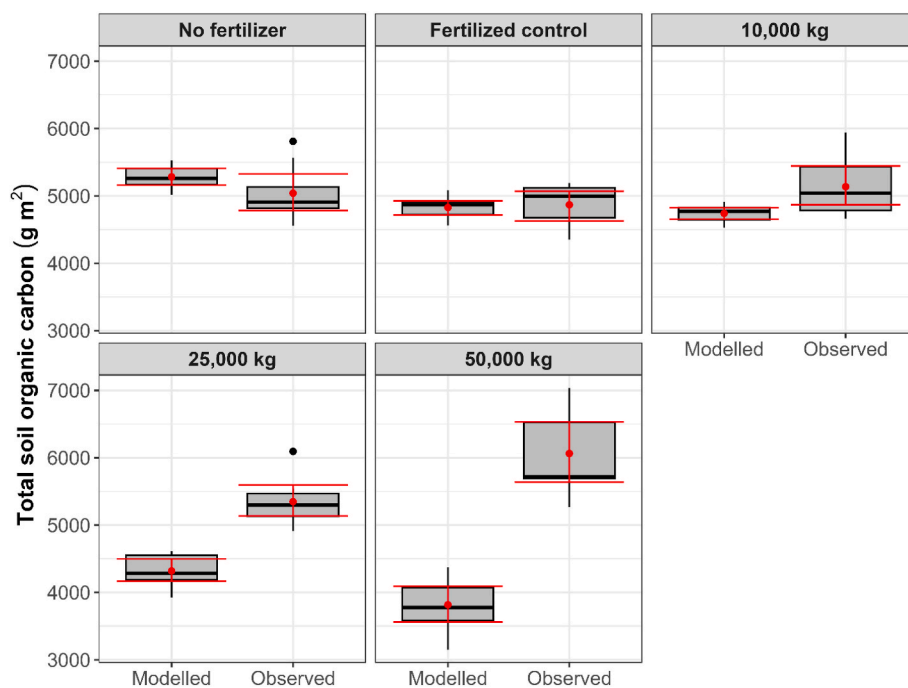 No fertilizer
Fertilized control
10,000 kg
7000
6000
5000
4000
3000
Modelled
Observed
25,000 kg
50,000 kg
7000
6000
5000
4000
3000
Modelled
Observed
Modelled
Observed
Total soil organic carbon (g m²)